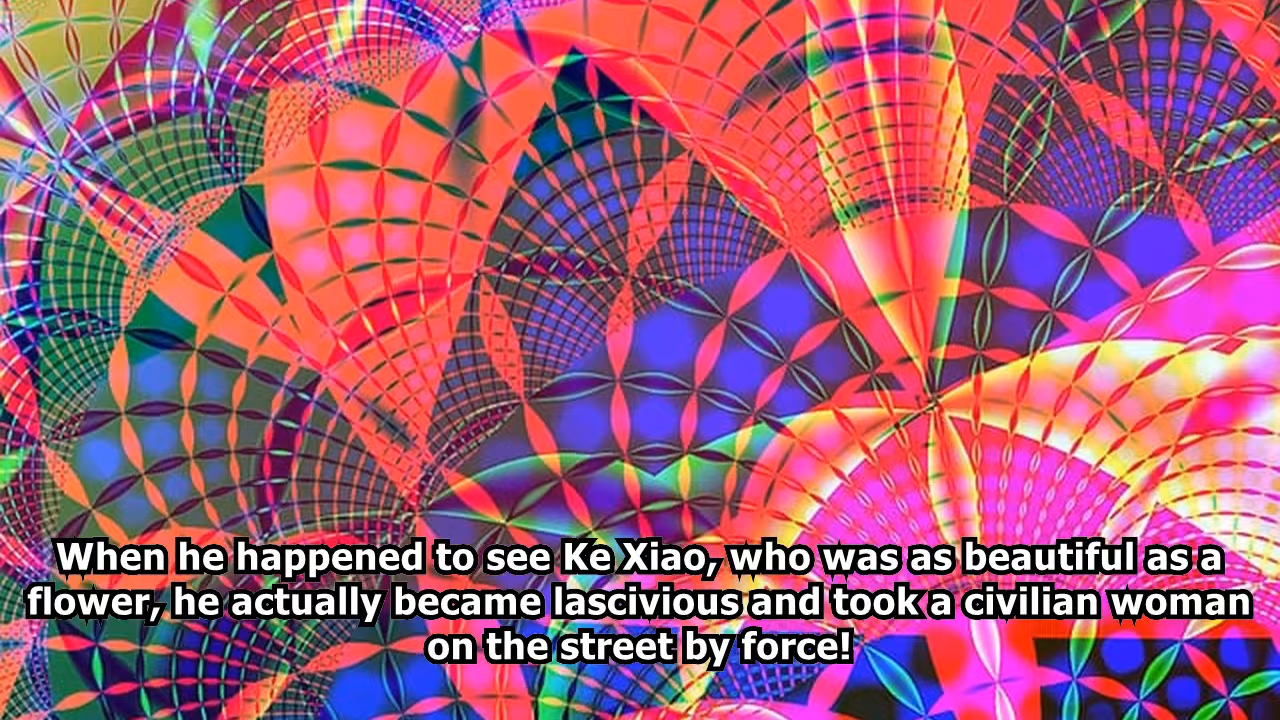 When he happened to see Ke Xiao, who was as beautiful as a
flower, he actually became lascivious and took a civilian woman
on the street by force!